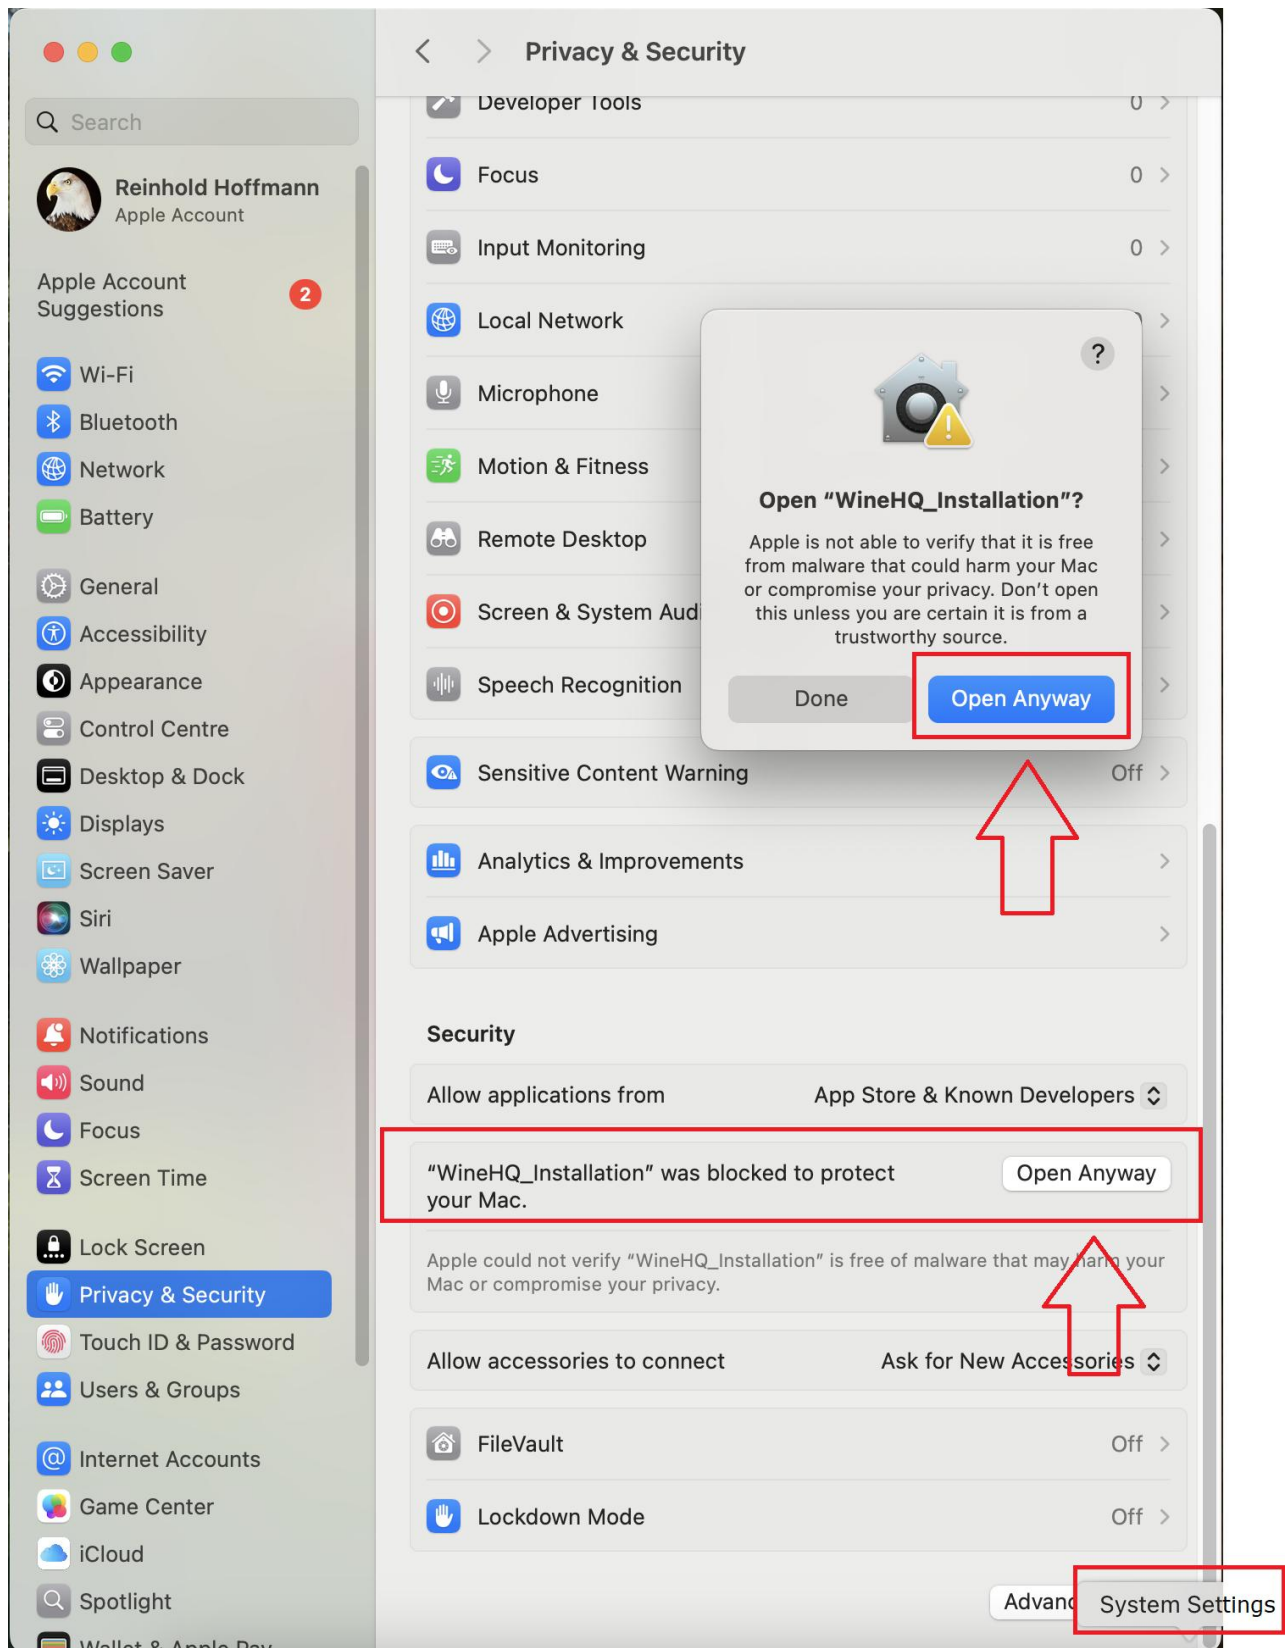 Search
Reinhold Hoffmann
Apple Account
Apple Account
Suggestions
2
Wi-Fi
Bluetooth
Network
Battery
General
Accessibility
Appearance
Control Centre
Desktop & Dock
Displays
Screen Saver
Siri
Wallpaper
Notifications
Sound
Focus
Screen Time
Lock Screen
Privacy & Security
Touch ID & Password
Users & Groups
Internet Accounts
Game Center
iCloud
Spotlight
Wallet & Apple Pay
Privacy & Security
Developer Tools 0
Focus 0
Input Monitoring 0
Local Network
Microphone
Motion & Fitness
Remote Desktop
Screen & System Audi
Speech Recognition
Sensitive Content Warning Off
Analytics & Improvements
Apple Advertising
?
Open “WineHQ_Installation”?
Apple is not able to verify that it is free
from malware that could harm your Mac
or compromise your privacy. Don’t open
this unless you are certain it is from a
trustworthy source.
Done Open Anyway
Security
Allow applications from App Store & Known Developers
“WineHQ_Installation” was blocked to protect
your Mac.
Open Anyway
Apple could not verify “WineHQ_Installation” is free of malware that may harm your
Mac or compromise your privacy.
Allow accessories to connect Ask for New Accessories
FileVault Off
Lockdown Mode Off
Advanc
System Settings